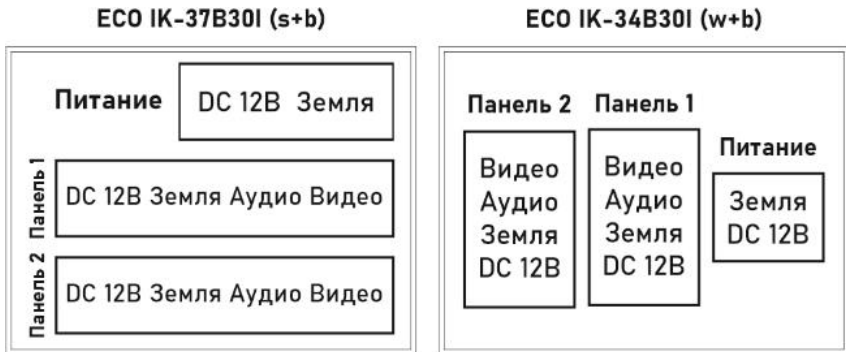 ECO IK-37B30I (s+b)
Питание
DC 12В Земля
Панель 1
DC 12В Земля Аудио Видео
Панель 2
DC 12В Земля Аудио Видео
ECO IK-34B30I (w+b)
Панель 2
Видео
Аудио
Земля
DC 12В
Панель 1
Видео
Аудио
Земля
DC 12В
Питание
Земля
DC 12В